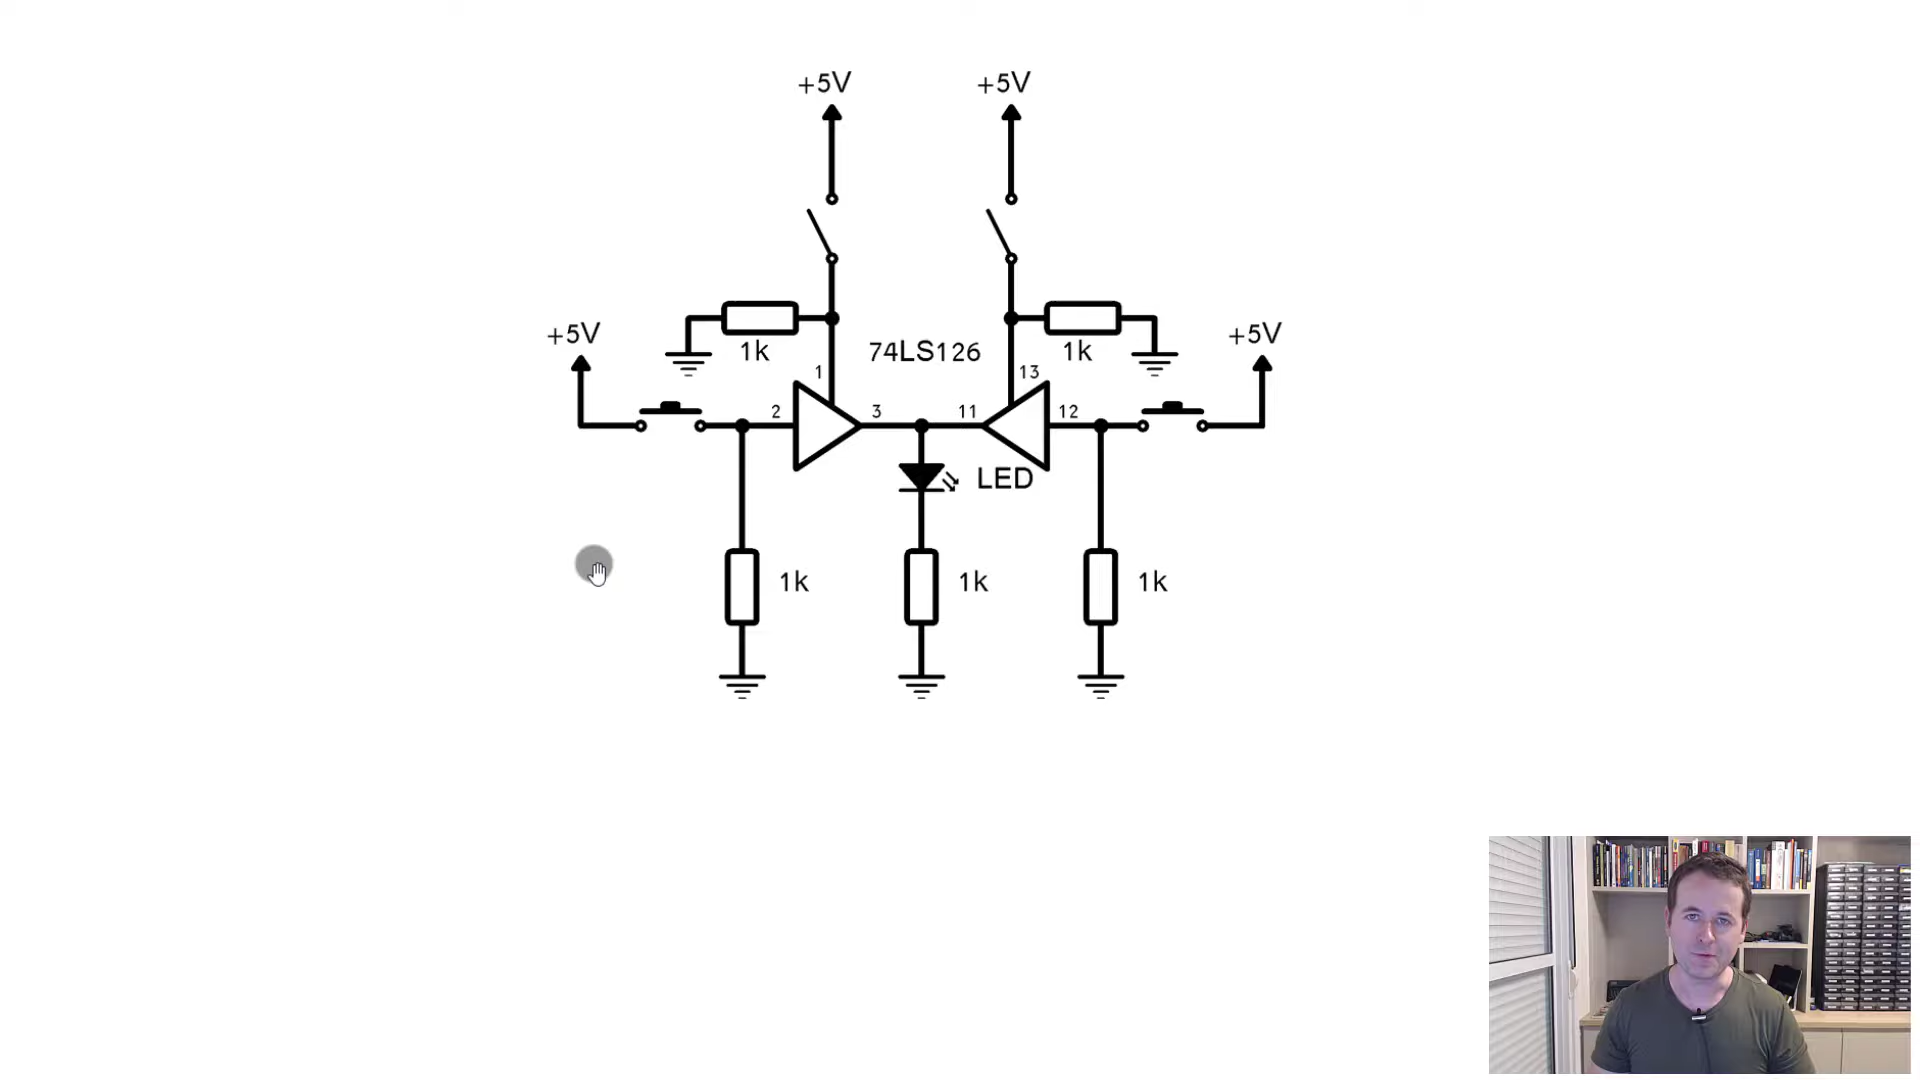 +5V +5V
+5V 1k 74LS126 1k +5V
1 13
2 3 11 12
LED
1k 1k 1k